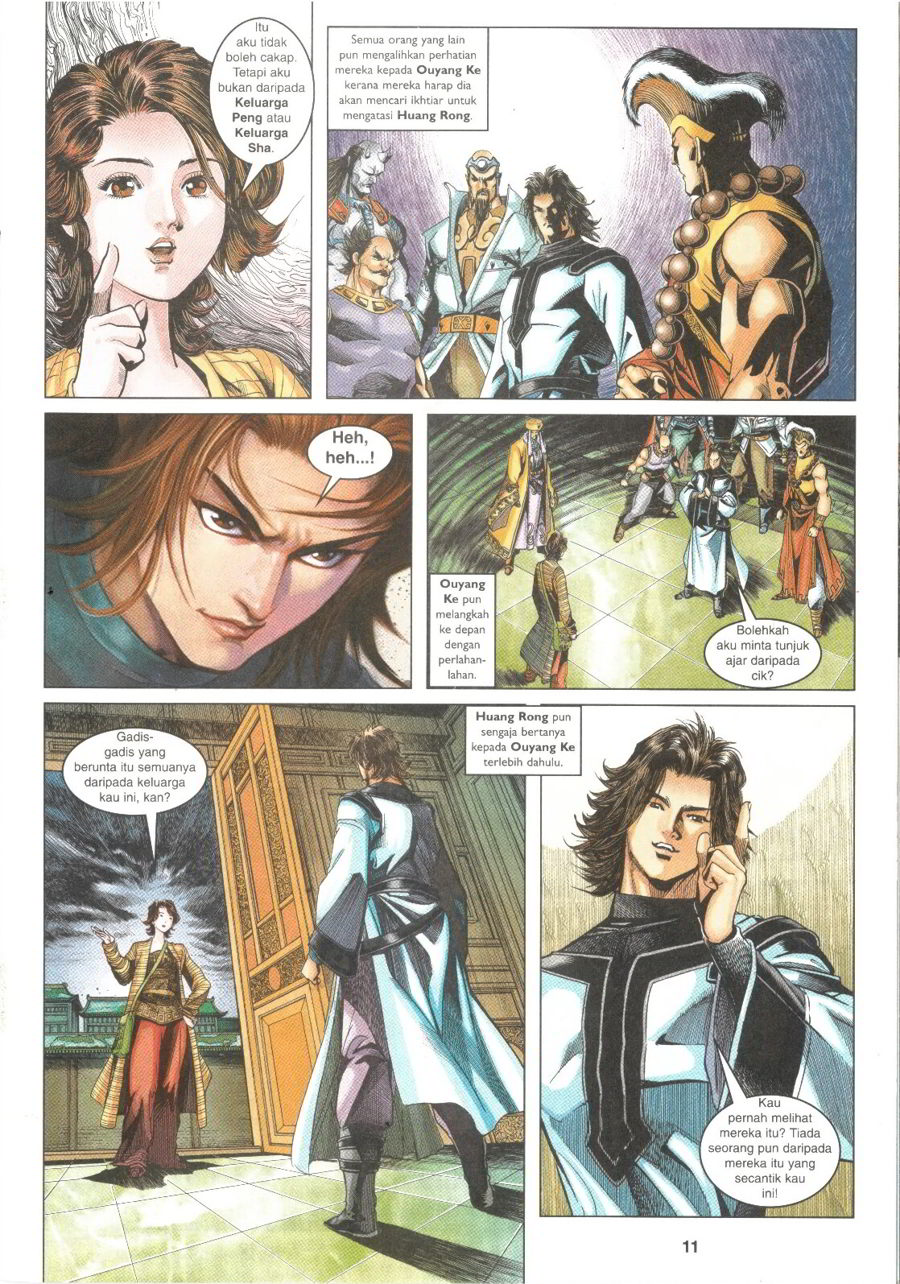 Itu
aku tidak
boleh cakap.
Tetapi aku
bukan daripada
Keluarga
Peng atau
Keluarga
Sha.
Semua orang yang lain
pun mengalihkan perhatian
mereka kepada Ouyang Ke
kerana mereka harap dia
akan mencari ikhtiar untuk
mengatasi Huang Rong.
Heh,
heh...!
Ouyang
Ke pun
melangkah
ke depan
dengan
perlahan-
lahan.
Bolehkah
aku minta tunjuk
ajar daripada
cik?
Gadis-
gadis yang
berunta itu semuanya
daripada keluarga
kau ini, kan?
Huang Rong pun
sengaja bertanya
kepada Ouyang Ke
terlebih dahulu.
Kau
pernah melihat
mereka itu? Tiada
seorang pun daripada
mereka itu yang
secantik kau
ini!
11